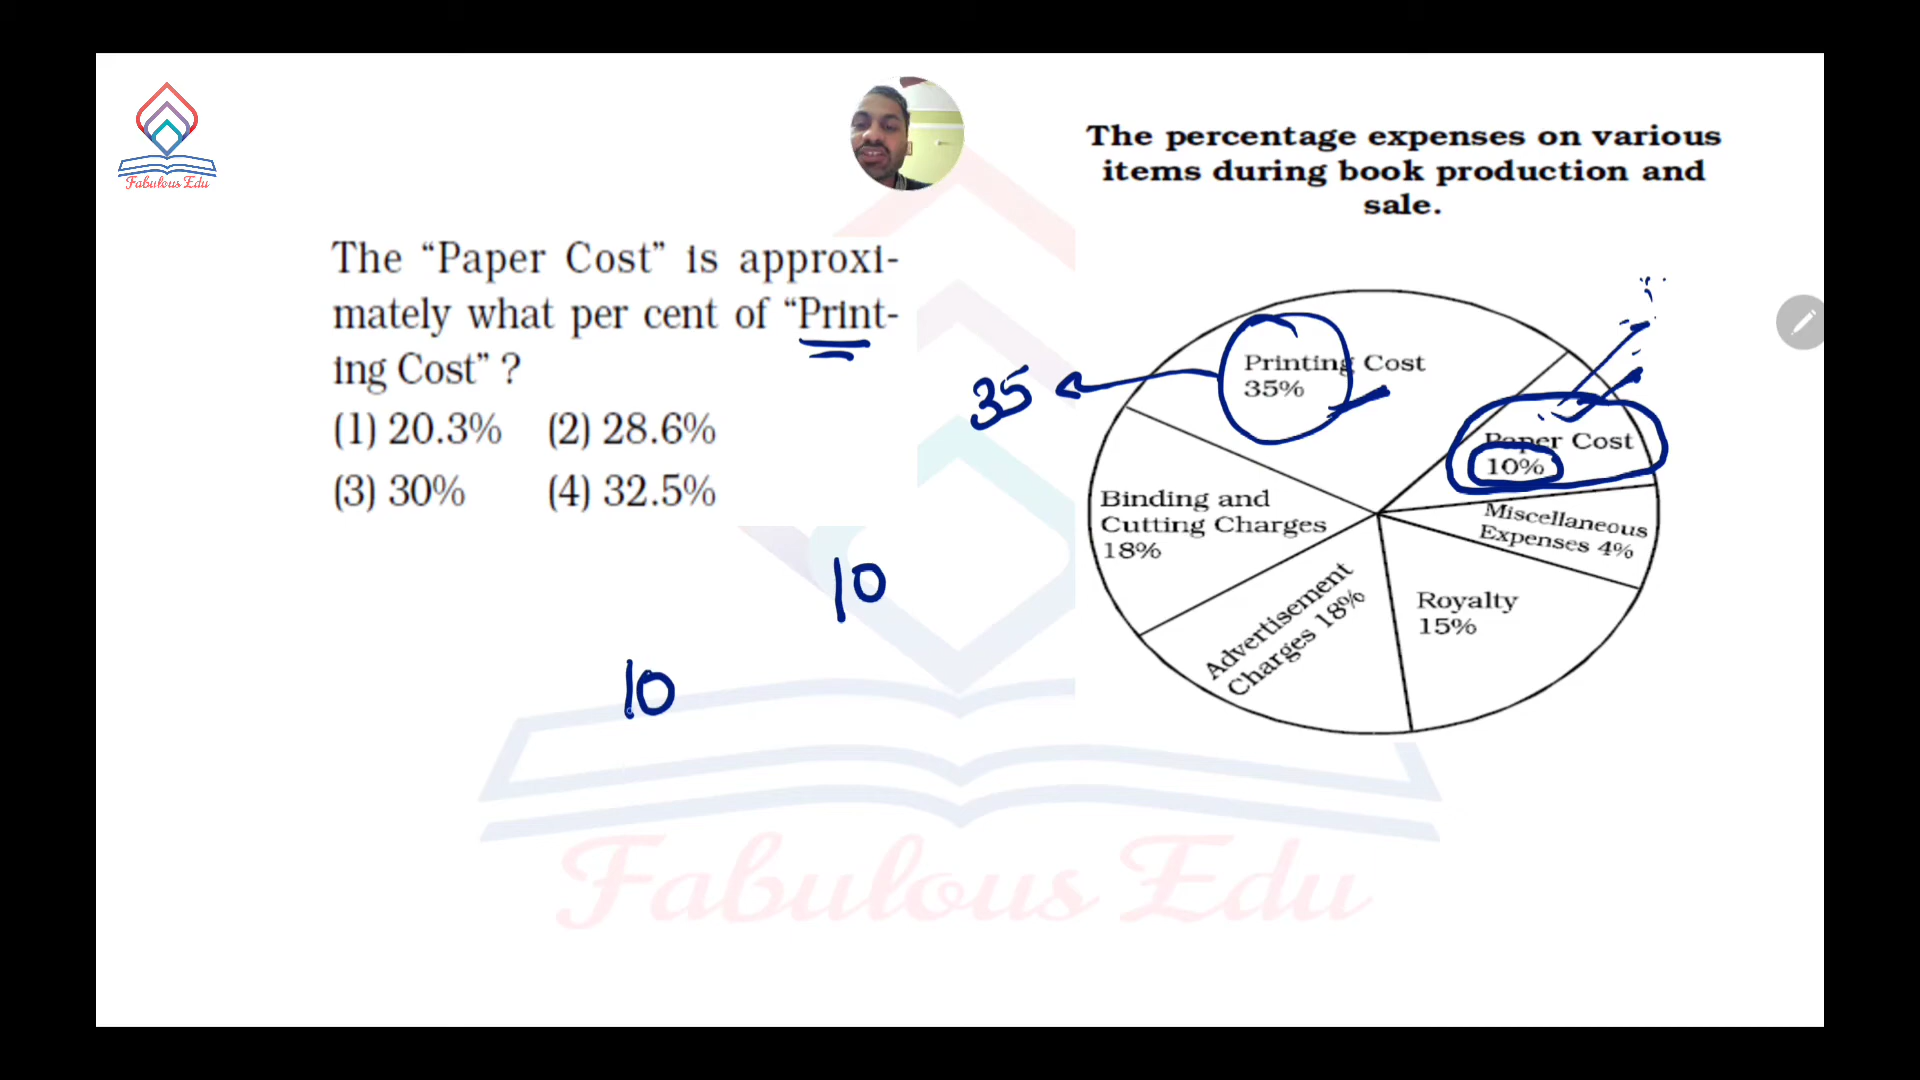 Fabulous Edu
The percentage expenses on various
items during book production and
sale.
The “Paper Cost” is approxi-
mately what per cent of “Print-
ing Cost” ?
(1) 20.3% (2) 28.6%
(3) 30% (4) 32.5%
Printing Cost
35%
35
Paper Cost
10%
Binding and
Cutting Charges
18%
Miscellaneous
Expenses 4%
Advertisement
Charges 18%
Royalty
15%
10
10
Fabulous Edu